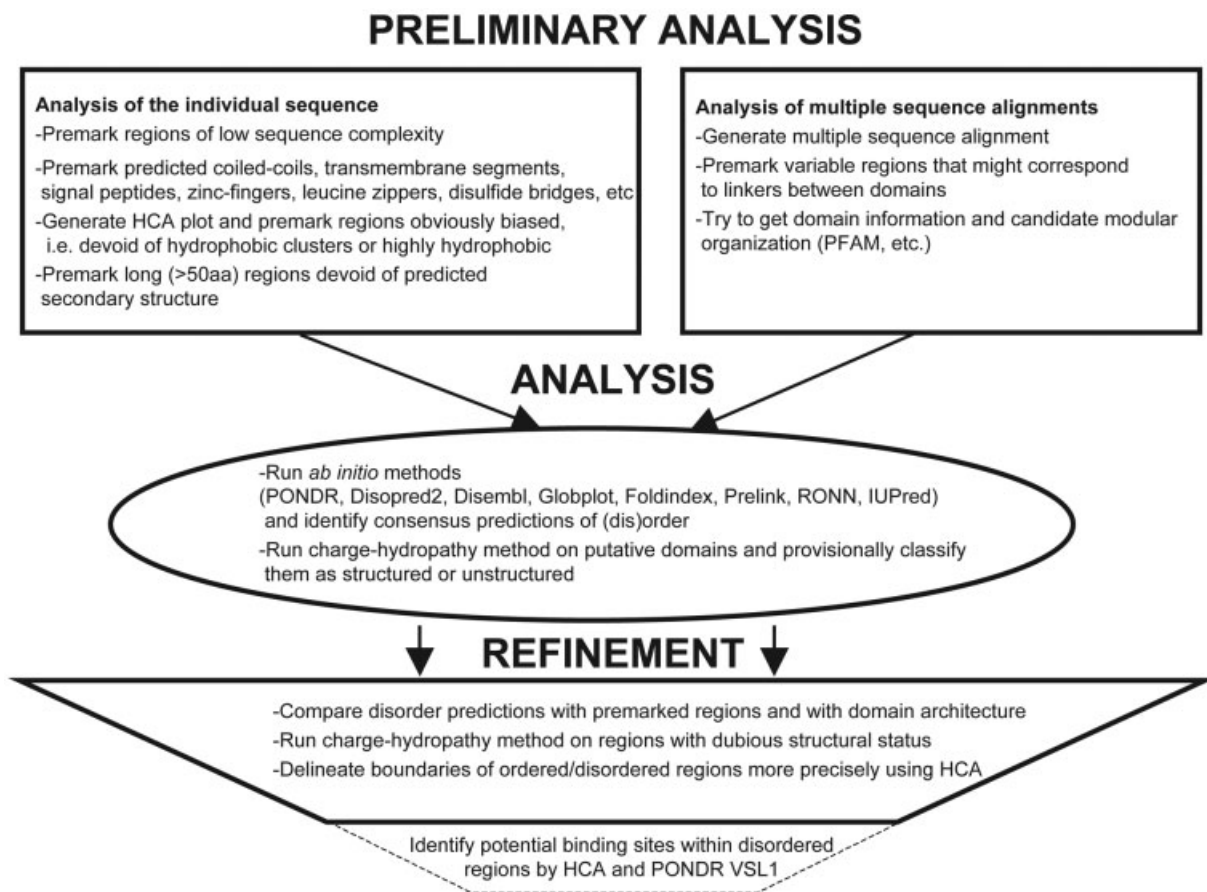 PRELIMINARY ANALYSIS
Analysis of the individual sequence
-Premark regions of low sequence complexity
-Premark predicted coiled-coils, transmembrane segments,
signal peptides, zinc-fingers, leucine zippers, disulfide bridges, etc
-Generate HCA plot and premark regions obviously biased,
i.e. devoid of hydrophobic clusters or highly hydrophobic
-Premark long (>50aa) regions devoid of predicted
secondary structure
Analysis of multiple sequence alignments
-Generate multiple sequence alignment
-Premark variable regions that might correspond
to linkers between domains
-Try to get domain information and candidate modular
organization (PFAM, etc.)
ANALYSIS
-Run ab initio methods
(PONDR, Disopred2, Disembl, Globplot, Foldindex, Prelink, RONN, IUPred)
and identify consensus predictions of (dis)order
-Run charge-hydropathy method on putative domains and provisionally classify
them as structured or unstructured
REFINEMENT
-Compare disorder predictions with premarked regions and with domain architecture
-Run charge-hydropathy method on regions with dubious structural status
-Delineate boundaries of ordered/disordered regions more precisely using HCA
Identify potential binding sites within disordered
regions by HCA and PONDR VSL1